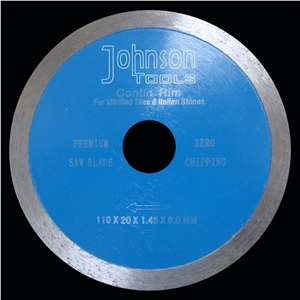 Johnson
TOOLS
Contin. Rim
For Vitrified Tiles & Italian Stones
PREMIUM ZERO
SAW BLADE CHIPPING
110 X 20 X 1.45 X 8.0 MM